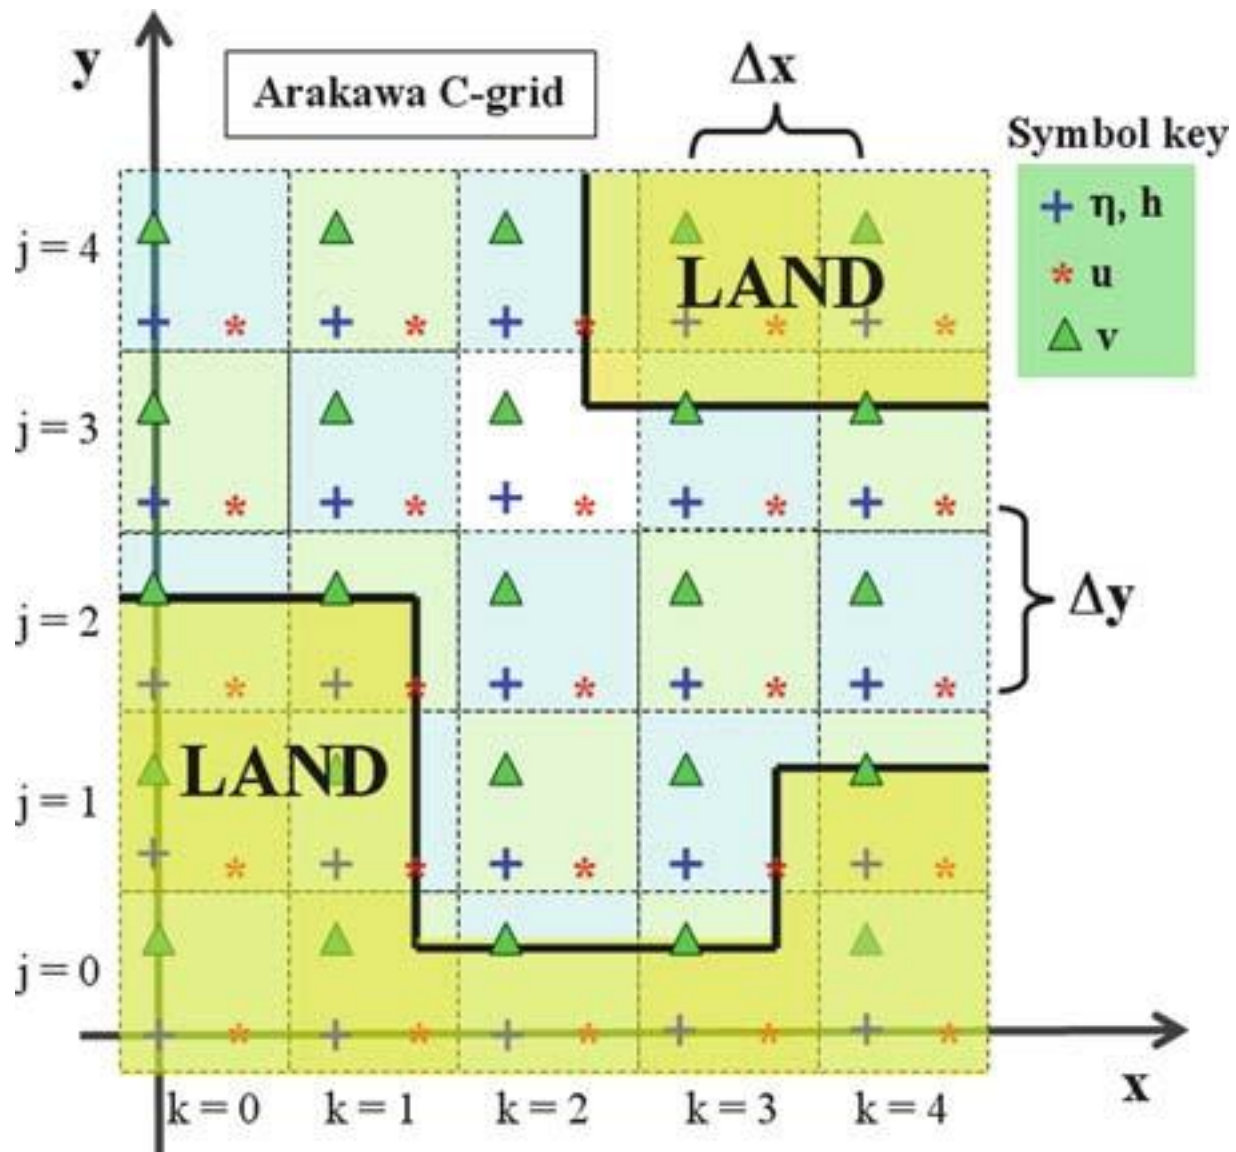 y
Arakawa C-grid
Δx
Symbol key
η, h
* u
v
j = 4
LAND
j = 3
j = 2
Δy
LAND
j = 1
j = 0
x
k = 0
k = 1
k = 2
k = 3
k = 4